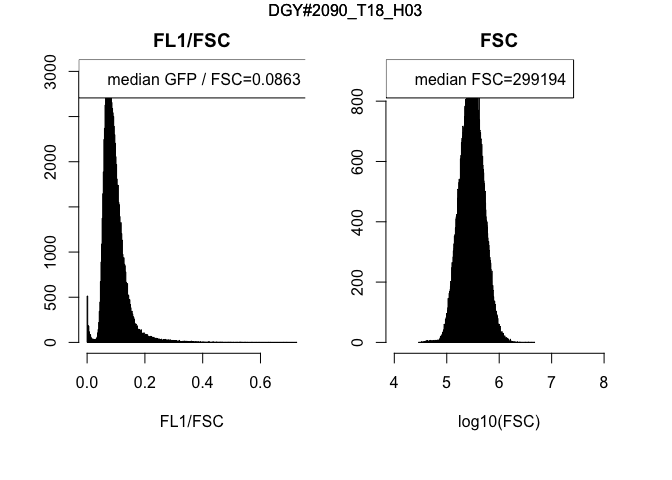 DGY#2090_T18_H03
FL1/FSC
median GFP / FSC=0.0863
0
500
1000
2000
3000
0.0 0.2 0.4 0.6
FL1/FSC
FSC
median FSC=299194
0
200
400
600
800
4 5 6 7 8
log10(FSC)